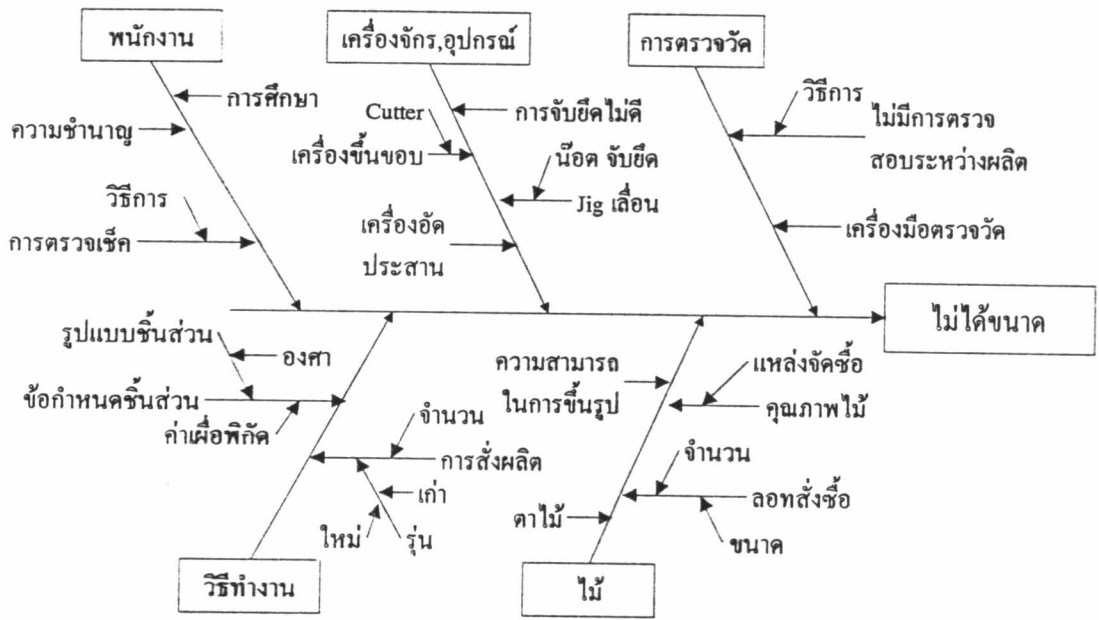 พนักงาน
เครื่องจักร,อุปกรณ์
การตรวจวัด
การศึกษา
ความชำนาญ
วิธีการ
การตรวจเช็ค
Cutter
เครื่องขึ้นขอบ
การจับยึดไม่ดี
น๊อต จับยึด
Jig เลื่อน
เครื่องอัด
ประสาน
วิธีการ
ไม่มีการตรวจ
สอบระหว่างผลิต
เครื่องมือตรวจวัด
ไม่ได้ขนาด
รูปแบบชิ้นส่วน
องศา
ข้อกำหนดชิ้นส่วน
ค่าเผื่อพิกัด
จำนวน
การสั่งผลิต
เก่า
ใหม่
รุ่น
วิธีทำงาน
ความสามารถ
ในการขึ้นรูป
แหล่งจัดซื้อ
คุณภาพไม้
จำนวน
ลอทสั่งซื้อ
ตาไม้
ขนาด
ไม้